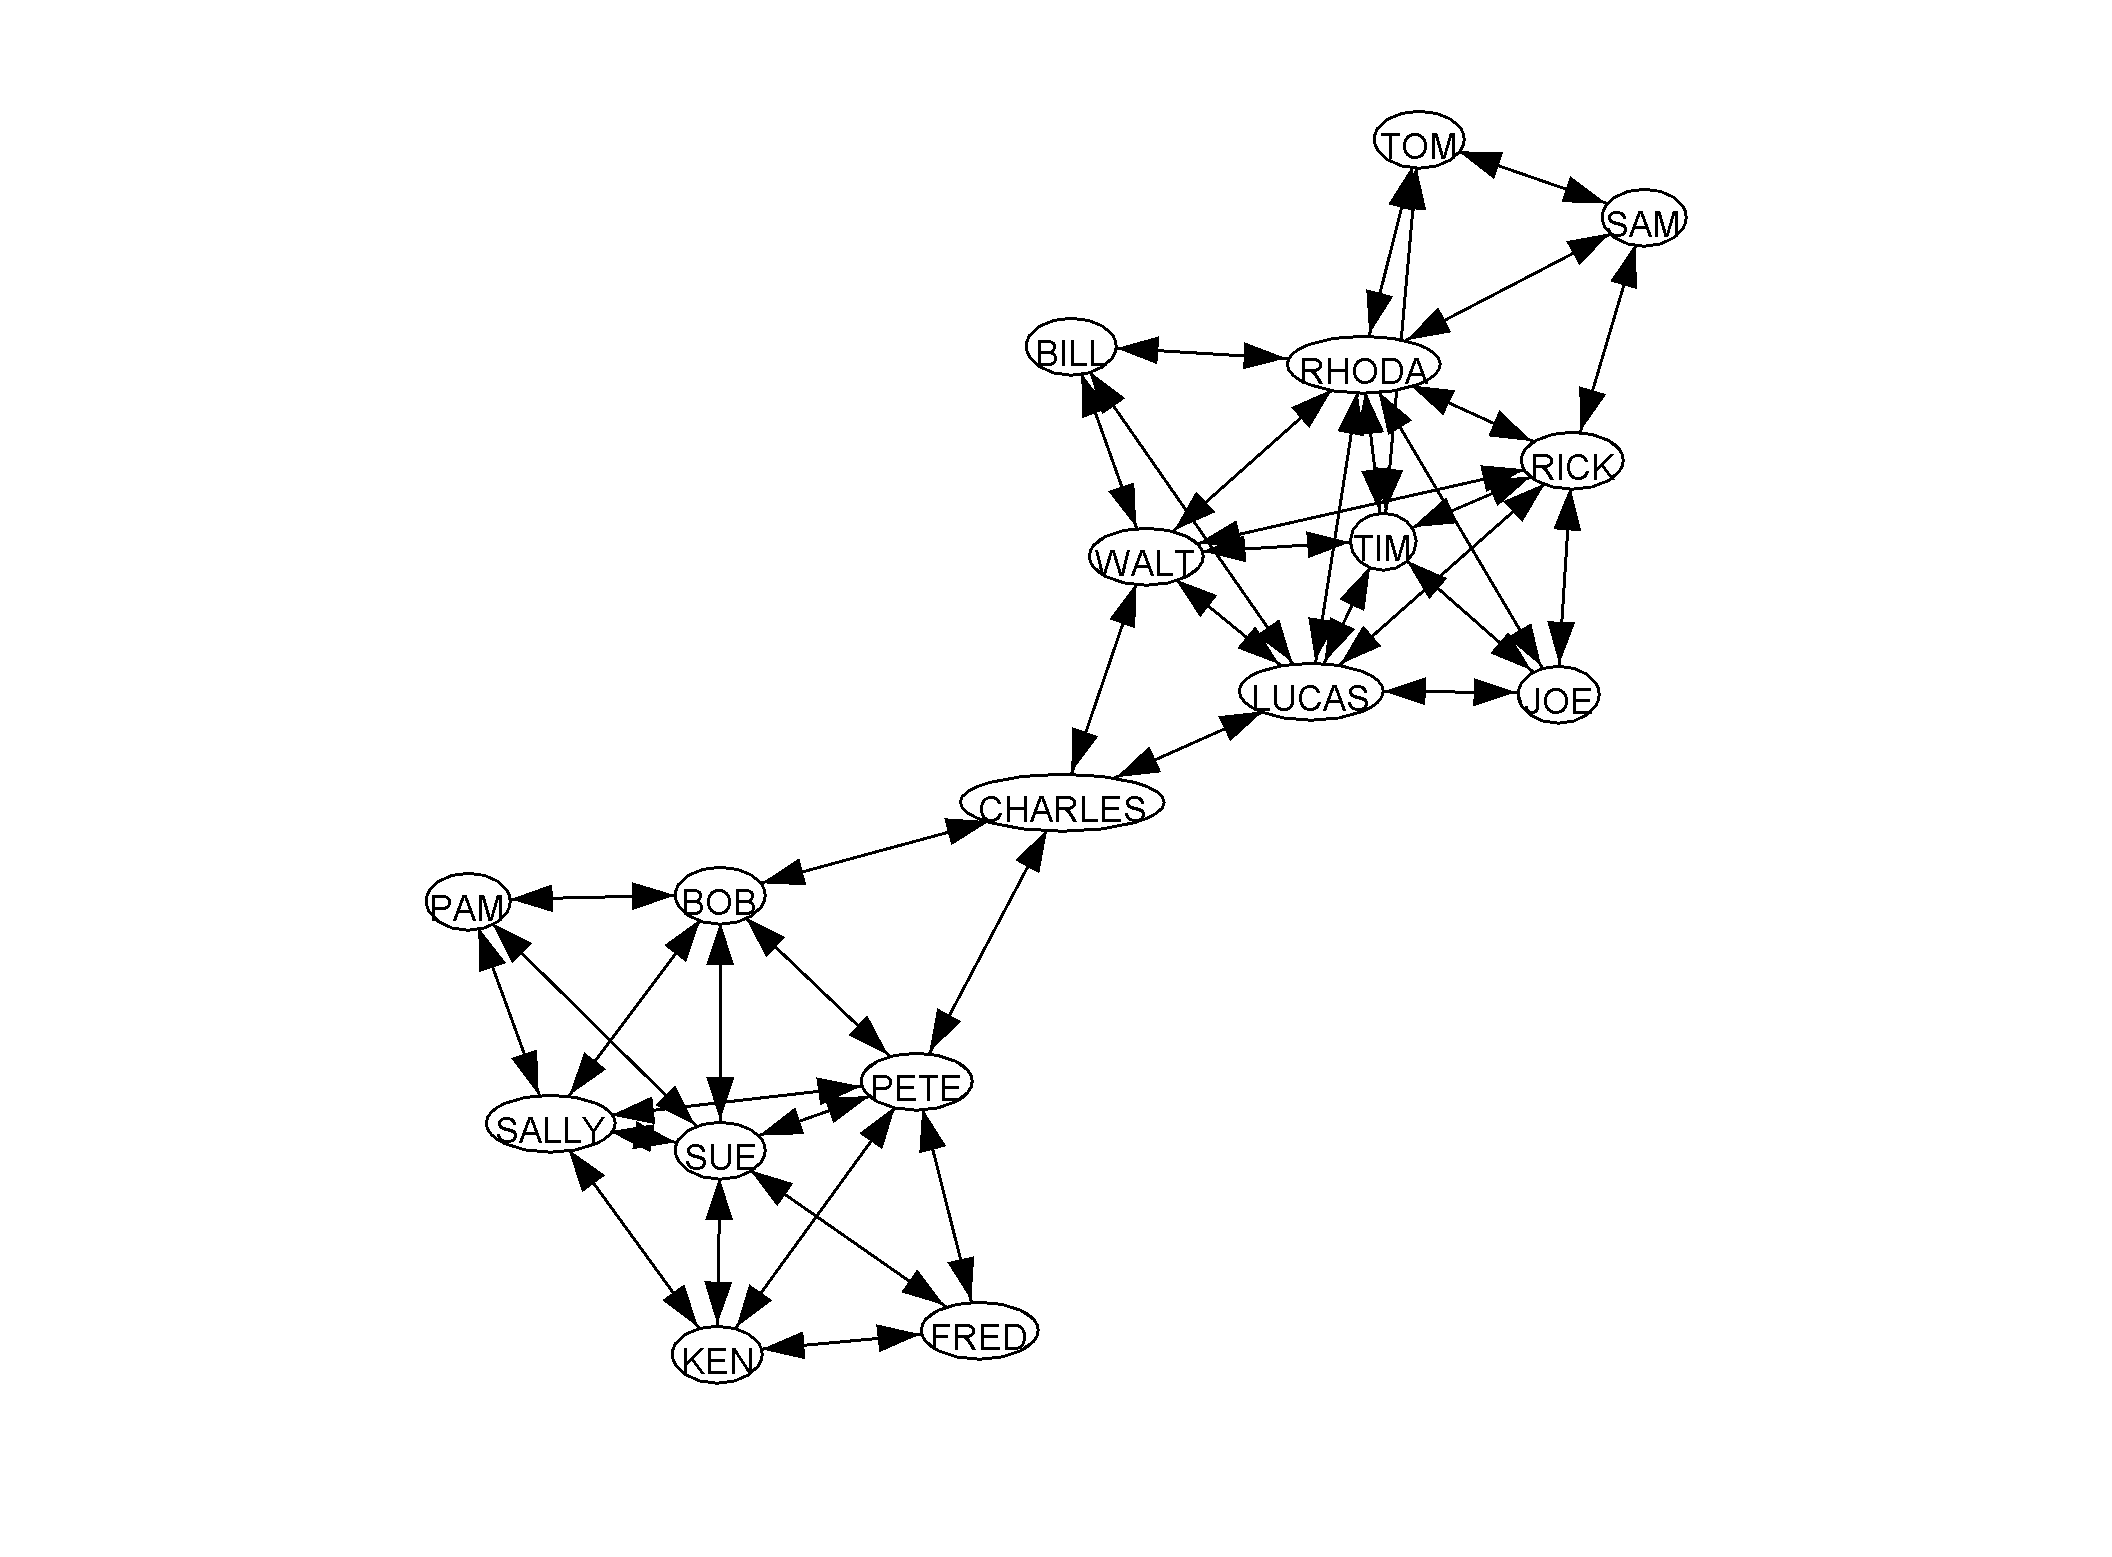 TOM
SAM
BILL
RHODA
RICK
WALT
TIM
LUCAS
JOE
CHARLES
PAM
BOB
PETE
SALLY
SUE
KEN
FRED